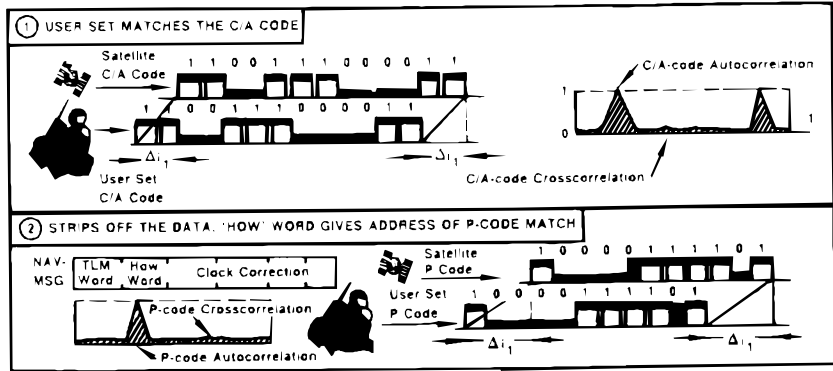 1 USER SET MATCHES THE C/A CODE
Satellite
C/A Code
1 1 0 0 1 1 1 0 0 0 0 1 1
1 1 0 0 1 1 1 0 0 0 0 1 1
Δi1
Δi1
User Set
C/A Code
C/A-code Autocorrelation
1
0
1
C/A-code Crosscorrelation
2 STRIPS OFF THE DATA. 'HOW' WORD GIVES ADDRESS OF P-CODE MATCH
NAV-
MSG
TLM
Word
How
Word
Clock Correction
P-code Crosscorrelation
P-code Autocorrelation
Satellite
P Code
1 0 0 0 0 1 1 1 1 0 1
User Set
P Code
1 0 0 0 0 1 1 1 1 0 1
Δi1
Δi1